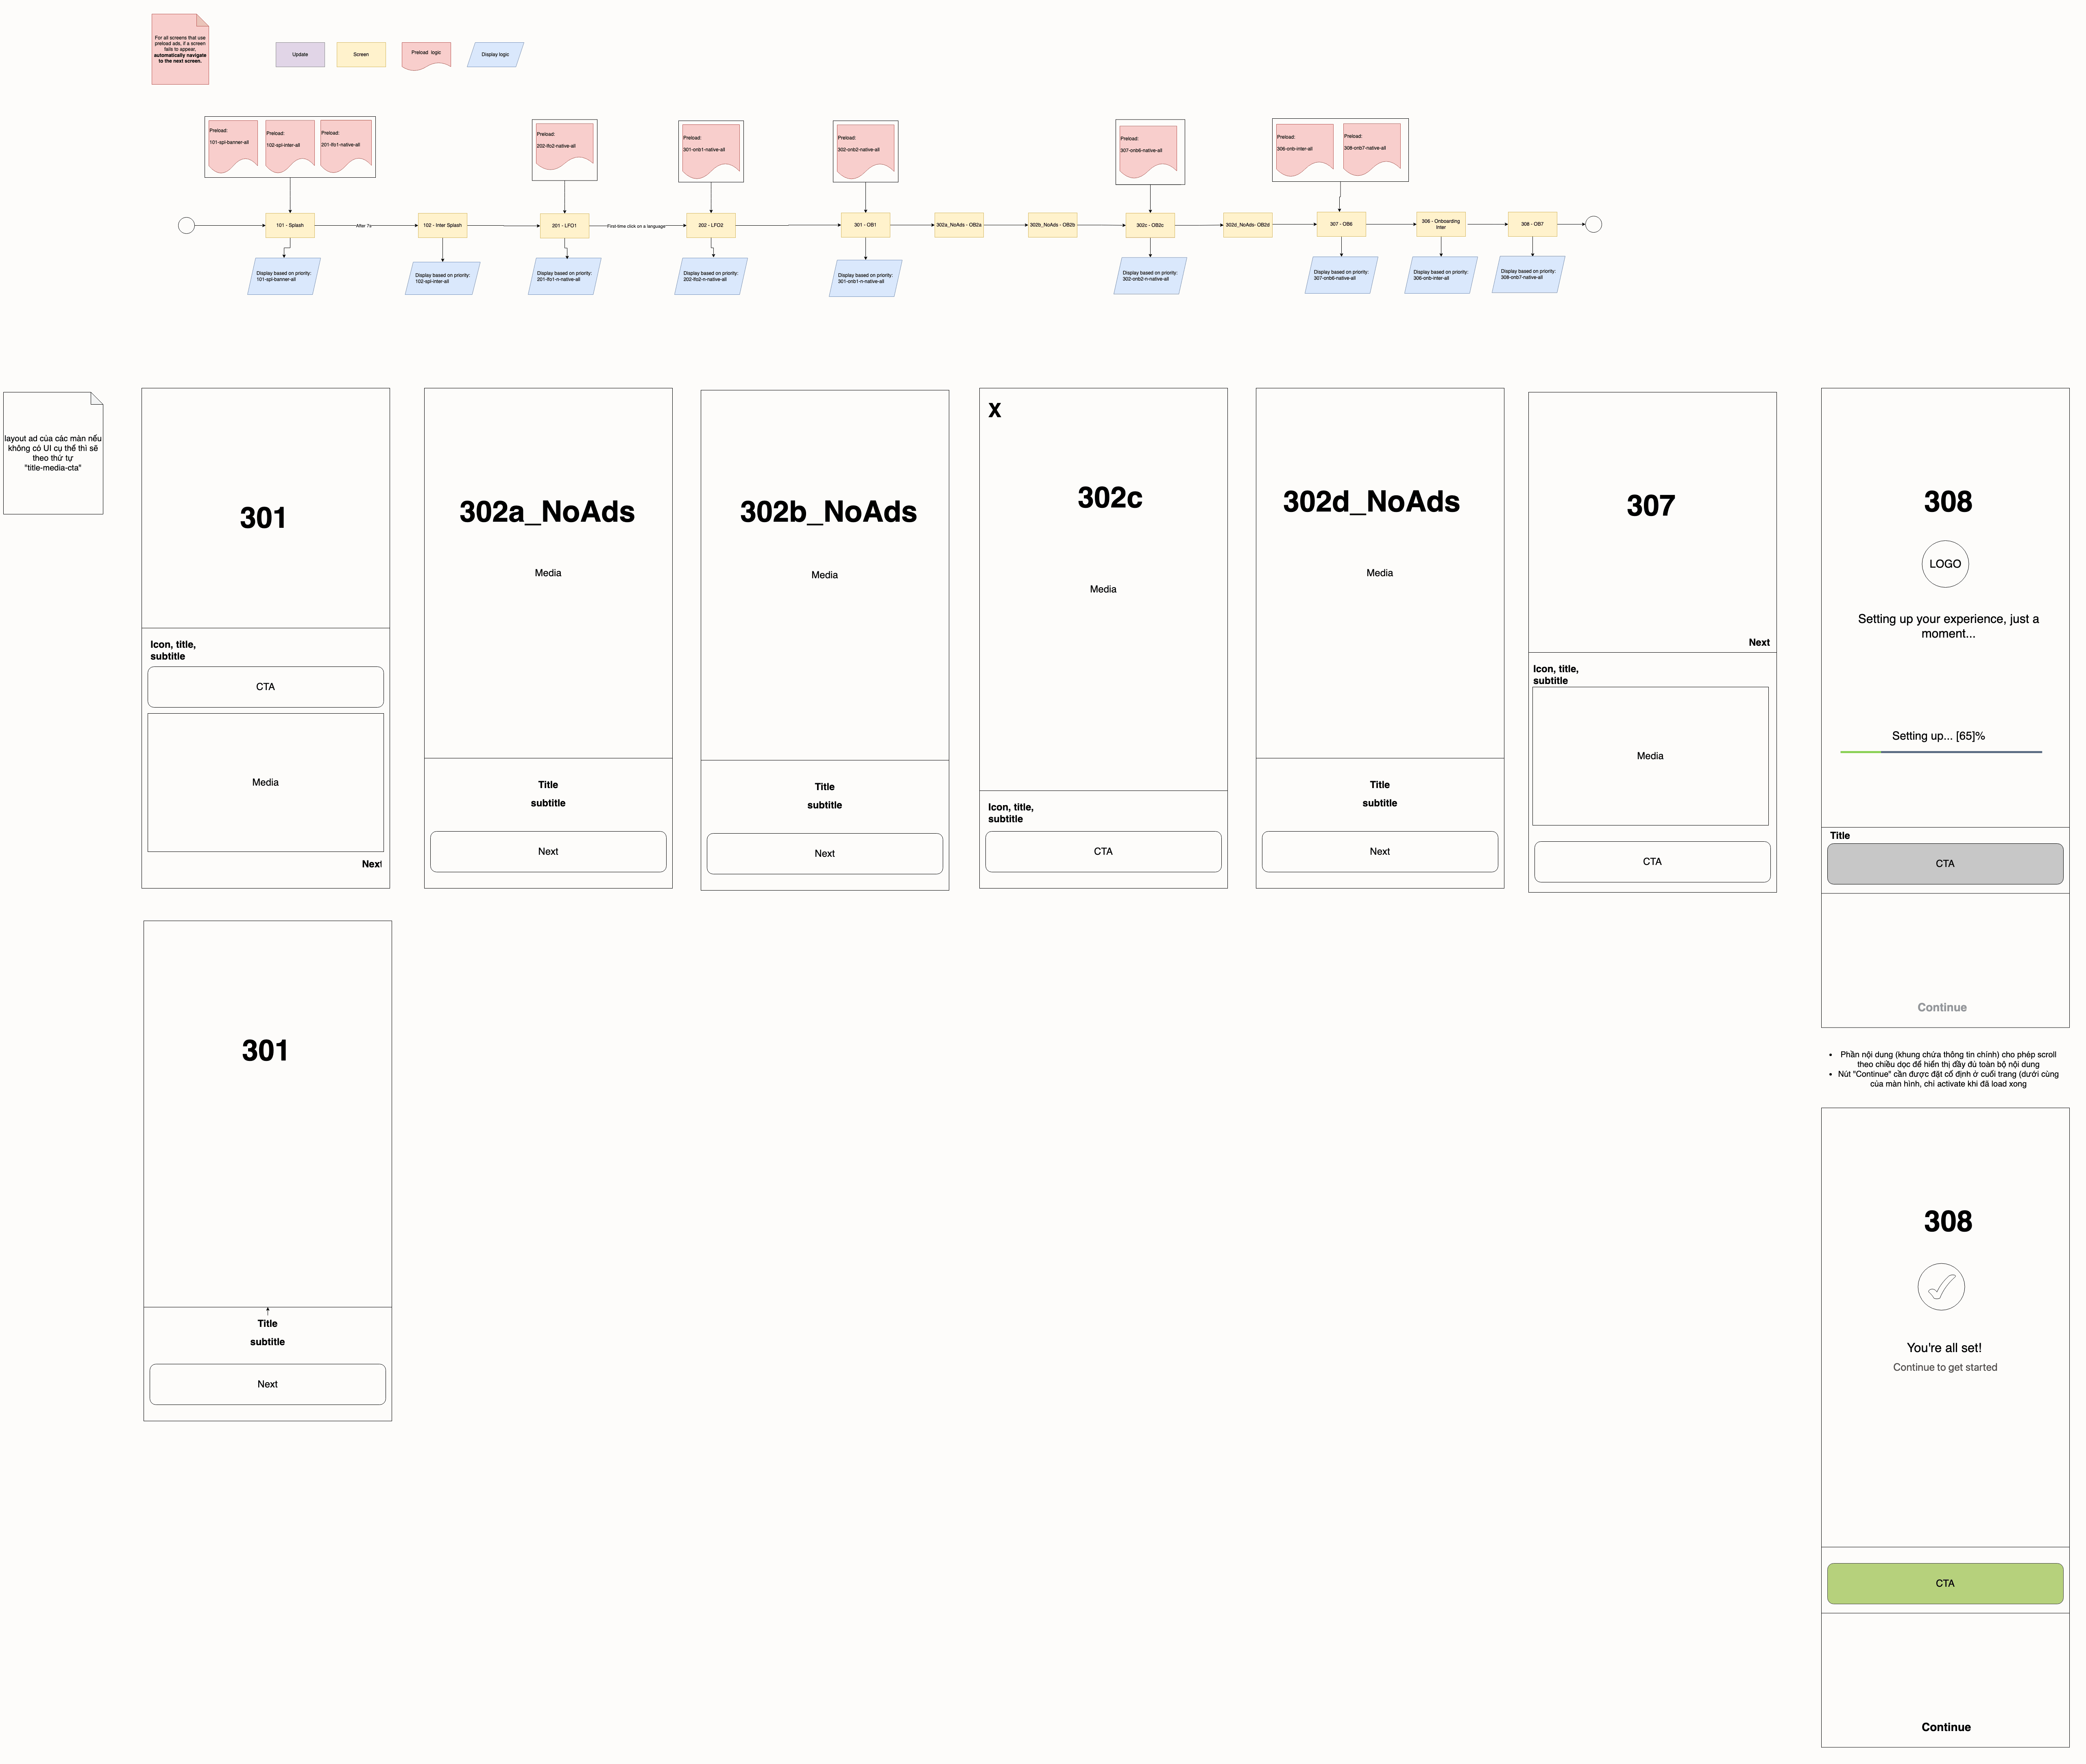 For all screens that use
preload ads, if a screen
fails to appear,
automatically navigate
to the next screen.
Update
Screen
Preload logic
Display logic
Preload:
101-spl-banner-all
Preload:
102-spl-inter-all
Preload:
201-lfo1-native-all
Preload:
202-lfo2-native-all
Preload:
301-onb1-native-all
Preload:
302-onb2-native-all
Preload:
307-onb6-native-all
Preload:
306-onb-inter-all
Preload:
308-onb7-native-all
101 - Splash
After 7s
102 - Inter Splash
201 - LFO1
First-time click on a language
202 - LFO2
301 - OB1
302a_NoAds - OB2a
302b_NoAds - OB2b
302c - OB2c
302d_NoAds- OB2d
307 - OB6
306 - Onboarding
Inter
308 - OB7
Display based on priority:
101-spl-banner-all
Display based on priority:
102-spl-inter-all
Display based on priority:
201-lfo1-n-native-all
Display based on priority:
202-lfo2-n-native-all
Display based on priority:
301-onb1-n-native-all
Display based on priority:
302-onb2-n-native-all
Display based on priority:
307-onb6-native-all
Display based on priority:
306-onb-inter-all
Display based on priority:
308-onb7-native-all
layout ad của các màn nếu
không có UI cụ thể thì sẽ
theo thứ tự
"title-media-cta"
301
Icon, title,
subtitle
CTA
Media
Next
302a_NoAds
Media
Title
subtitle
Next
302b_NoAds
Media
Title
subtitle
Next
X
302c
Media
Icon, title,
subtitle
CTA
302d_NoAds
Media
Title
subtitle
Next
307
Next
Icon, title,
subtitle
Media
CTA
308
LOGO
Setting up your experience, just a
moment...
Setting up... [65]%
Title
CTA
Continue
• Phần nội dung (khung chứa thông tin chính) cho phép scroll
theo chiều dọc để hiển thị đầy đủ toàn bộ nội dung
• Nút "Continue" cần được đặt cố định ở cuối trang (dưới cùng
của màn hình, chỉ activate khi đã load xong
301
Title
subtitle
Next
308
You're all set!
Continue to get started
CTA
Continue